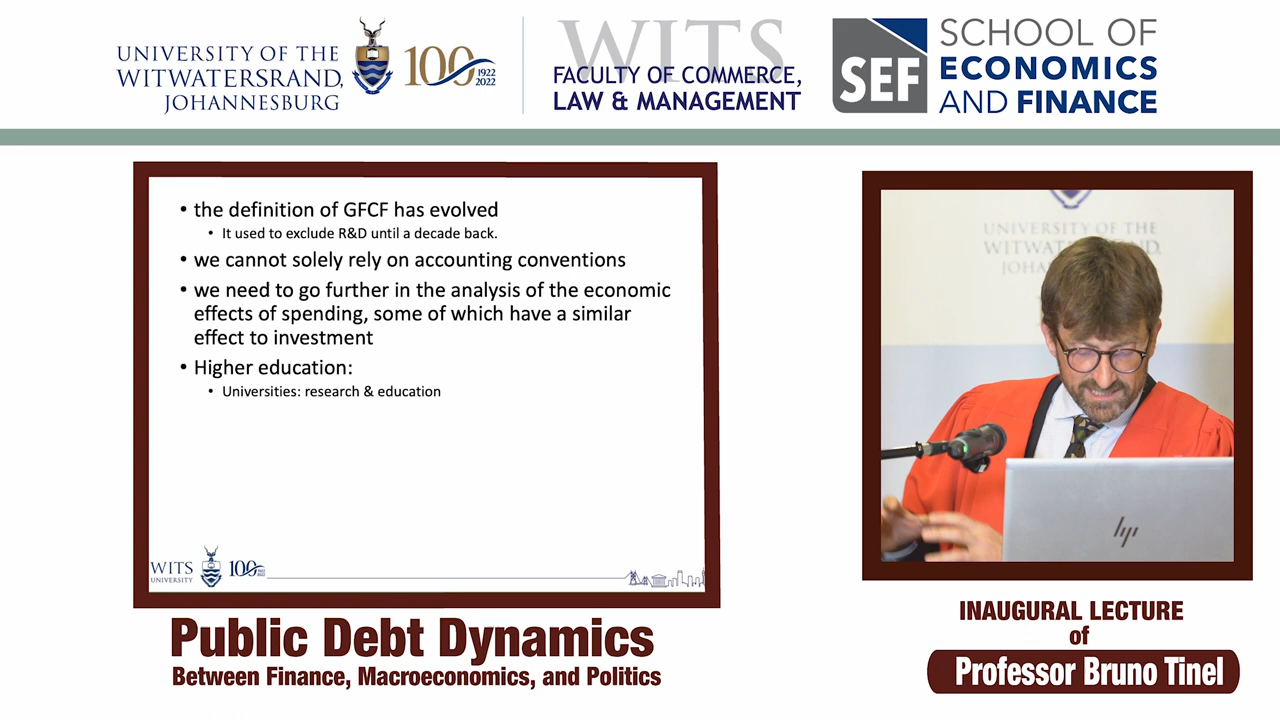 UNIVERSITY OF THE
WITWATERSRAND,
JOHANNESBURG
100 1922
2022
WITS
FACULTY OF COMMERCE,
LAW & MANAGEMENT
SEF
SCHOOL OF
ECONOMICS
AND FINANCE
• the definition of GFCF has evolved
• It used to exclude R&D until a decade back.
• we cannot solely rely on accounting conventions
• we need to go further in the analysis of the economic
effects of spending, some of which have a similar
effect to investment
• Higher education:
• Universities: research & education
WITS
UNIVERSITY
100
UNIVERSITY OF THE
WITWATERSRAND,
hp
Public Debt Dynamics
Between Finance, Macroeconomics, and Politics
INAUGURAL LECTURE
of
Professor Bruno Tinel